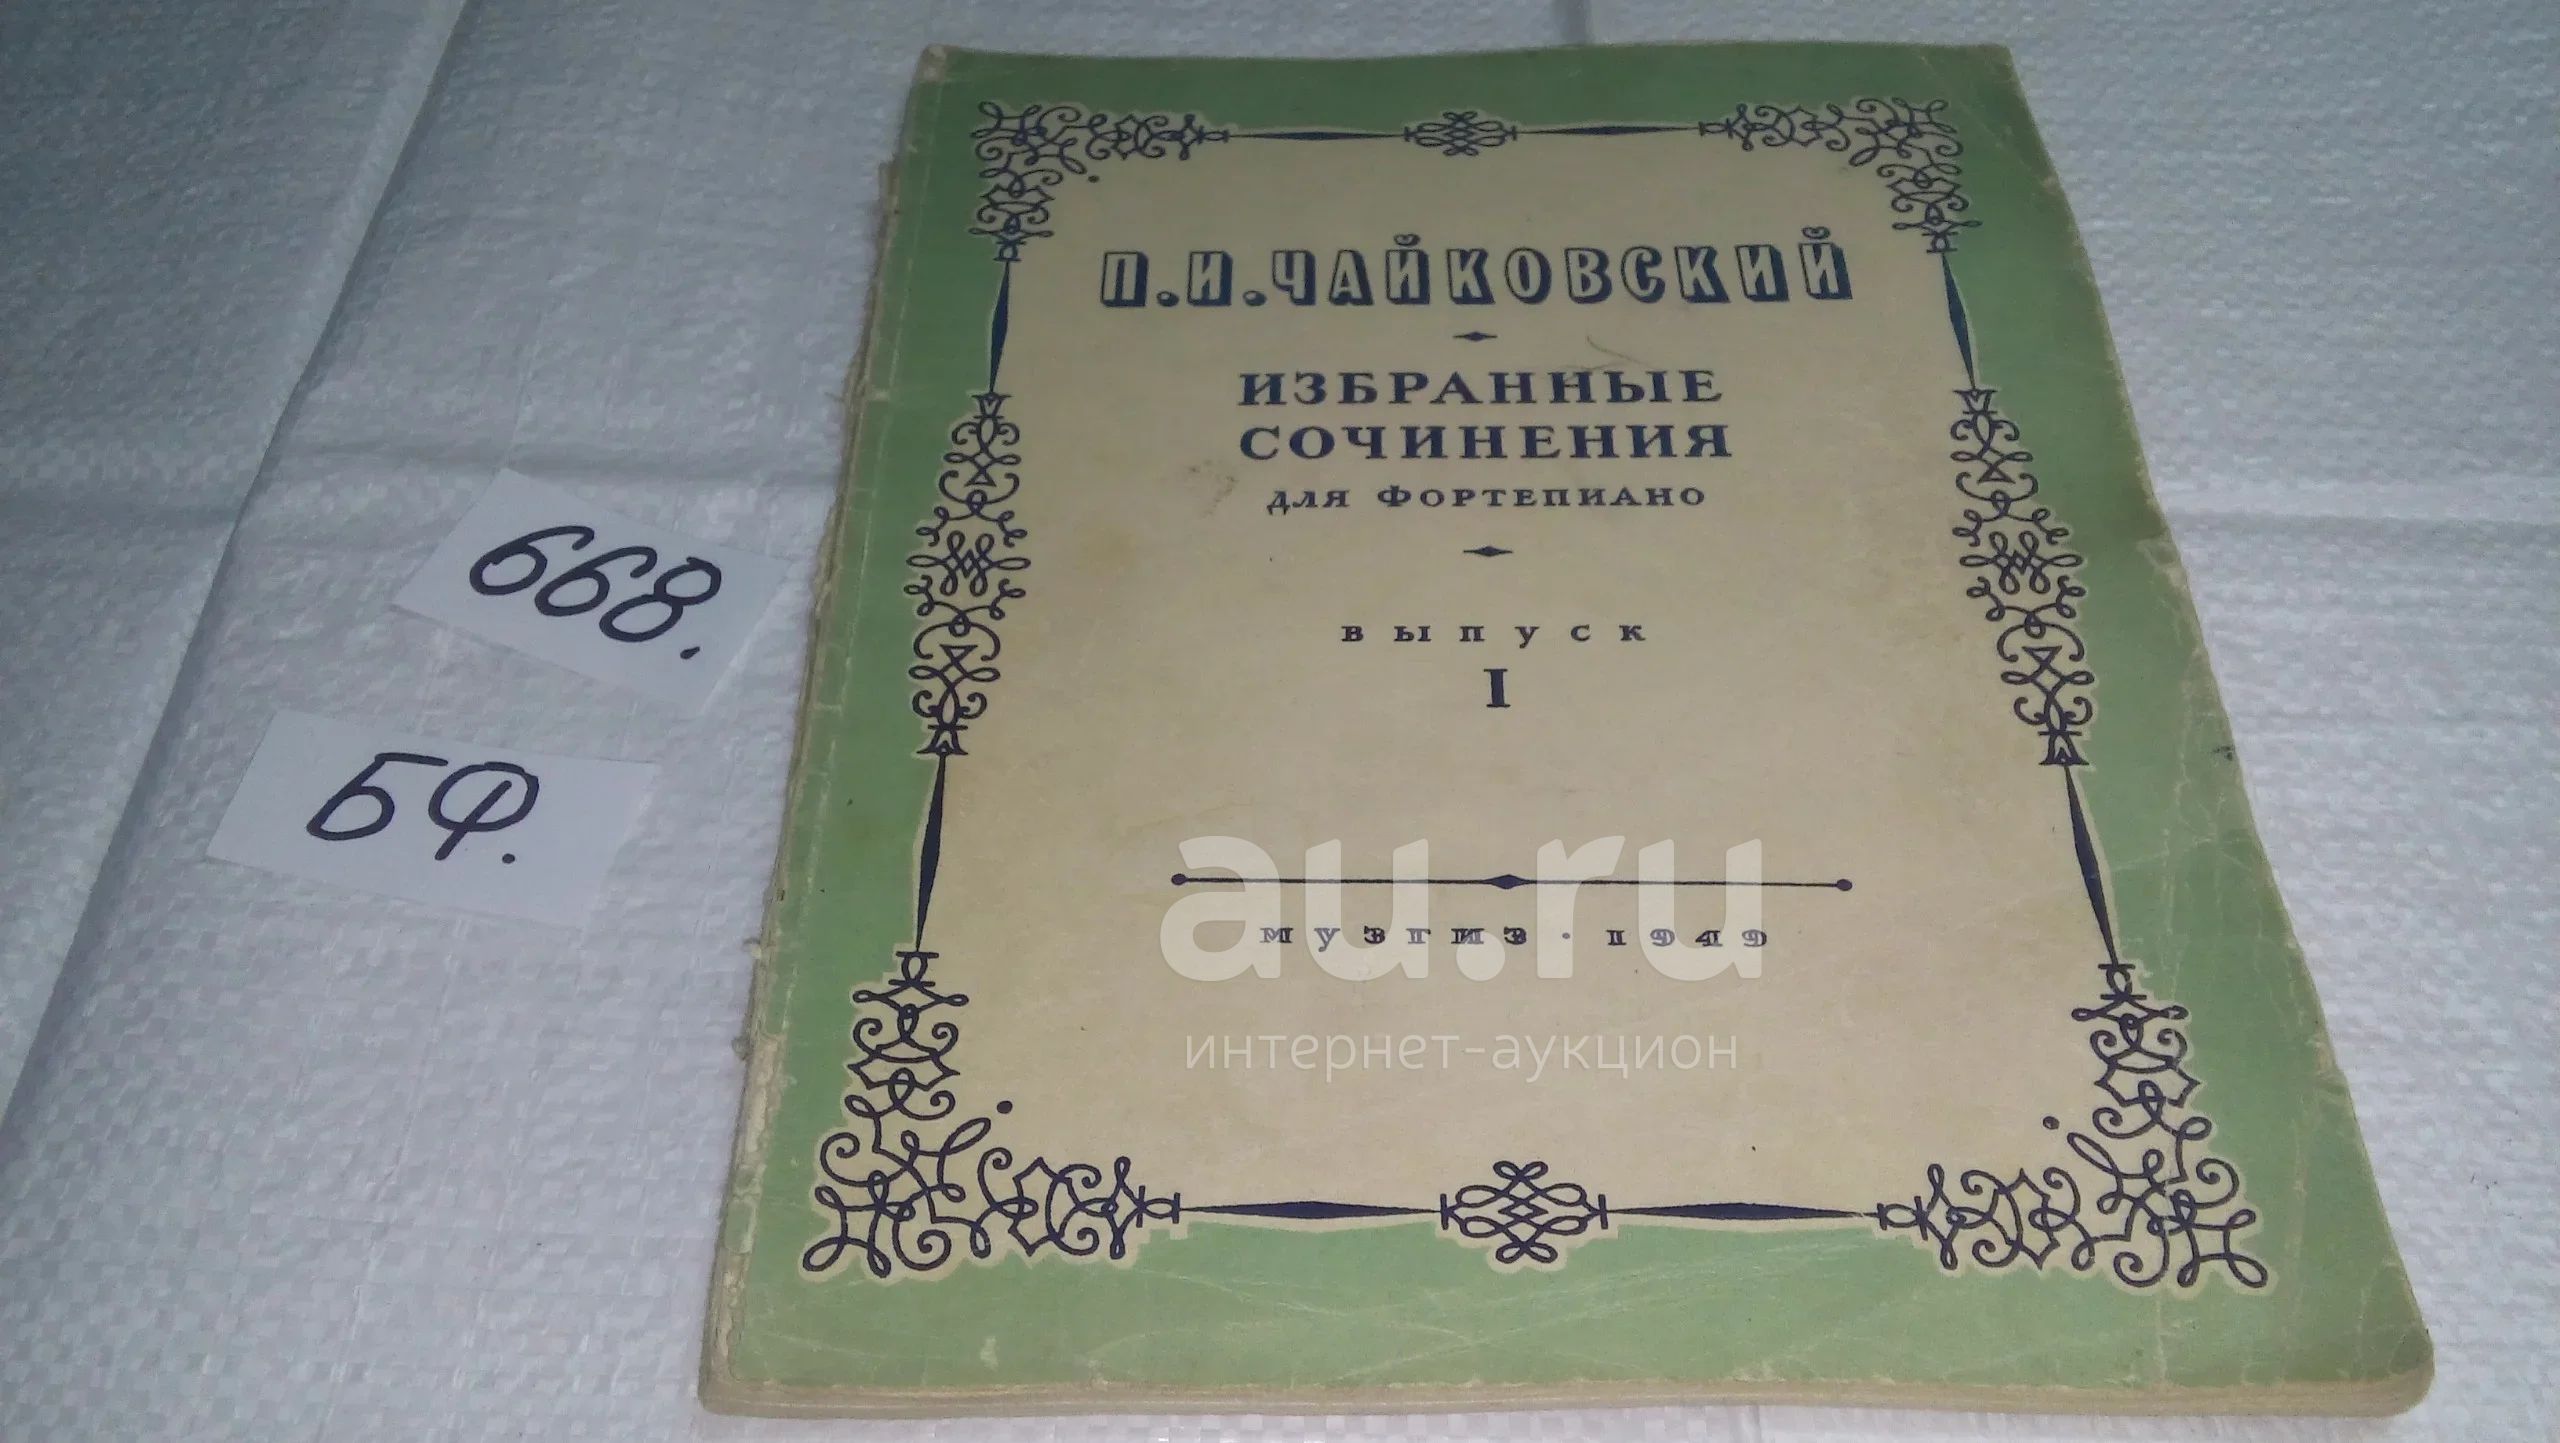 П.И.ЧАЙКОВСКИЙ
ИЗБРАННЫЕ
СОЧИНЕНИЯ
ДЛЯ ФОРТЕПИАНО
ВЫПУСК
I
МУЗГИЗ · 1949
668.
БФ.
au.ru
интернет-аукцион